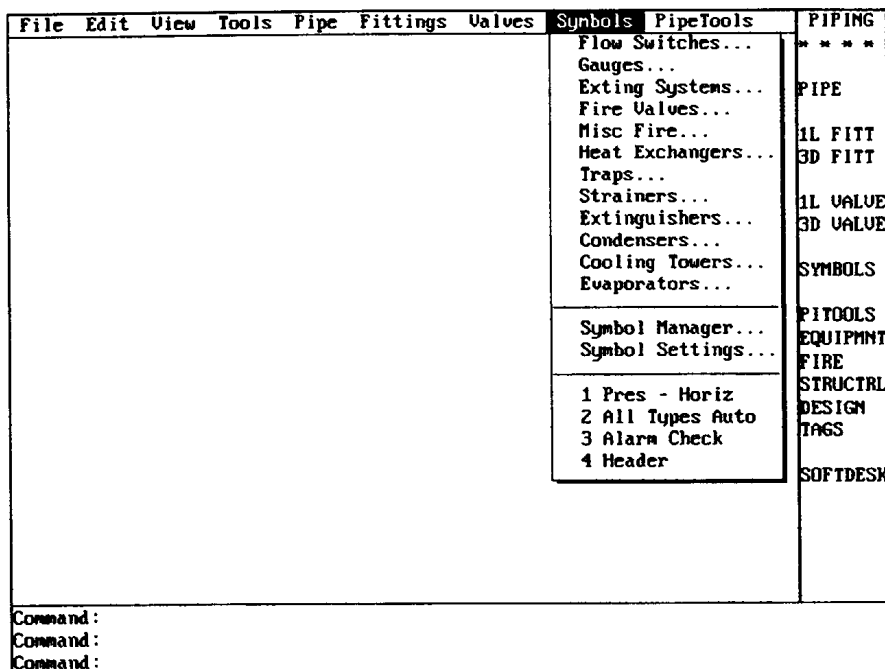 File Edit View Tools Pipe Fittings Valves Symbols PipeTools
Flow Switches...
Gauges...
Exting Systems...
Fire Valves...
Misc Fire...
Heat Exchangers...
Traps...
Strainers...
Extinguishers...
Condensers...
Cooling Towers...
Evaporators...
Symbol Manager...
Symbol Settings...
1 Pres - Horiz
2 All Types Auto
3 Alarm Check
4 Header
PIPING
* * * *
PIPE
1L FITT
3D FITT
1L VALVE
3D VALVE
SYMBOLS
PITOOLS
EQUIPMNT
FIRE
STRUCTRL
DESIGN
TAGS
SOFTDESK
Command:
Command:
Command: